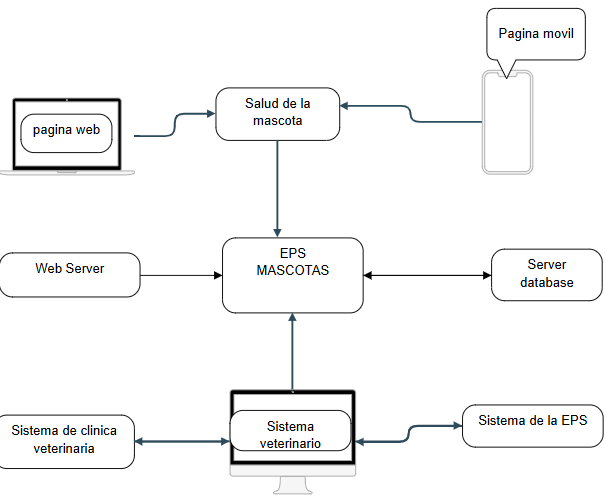 Pagina movil
Salud de la
mascota
pagina web
EPS
MASCOTAS
Web Server
Server
database
Sistema de clinica
veterinaria
Sistema
veterinario
Sistema de la EPS